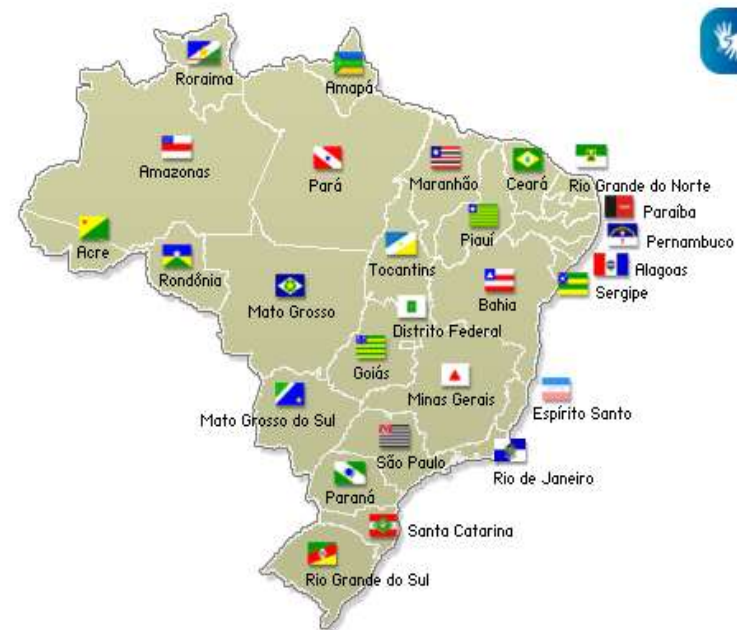 Roraima
Amapá
Amazonas
Pará
Maranhão
Ceará
Rio Grande do Norte
Paraíba
Piauí
Pernambuco
Acre
Rondônia
Tocantins
Alagoas
Mato Grosso
Bahia
Sergipe
Distrito Federal
Goiás
Minas Gerais
Espírito Santo
Mato Grosso do Sul
São Paulo
Rio de Janeiro
Paraná
Santa Catarina
Rio Grande do Sul